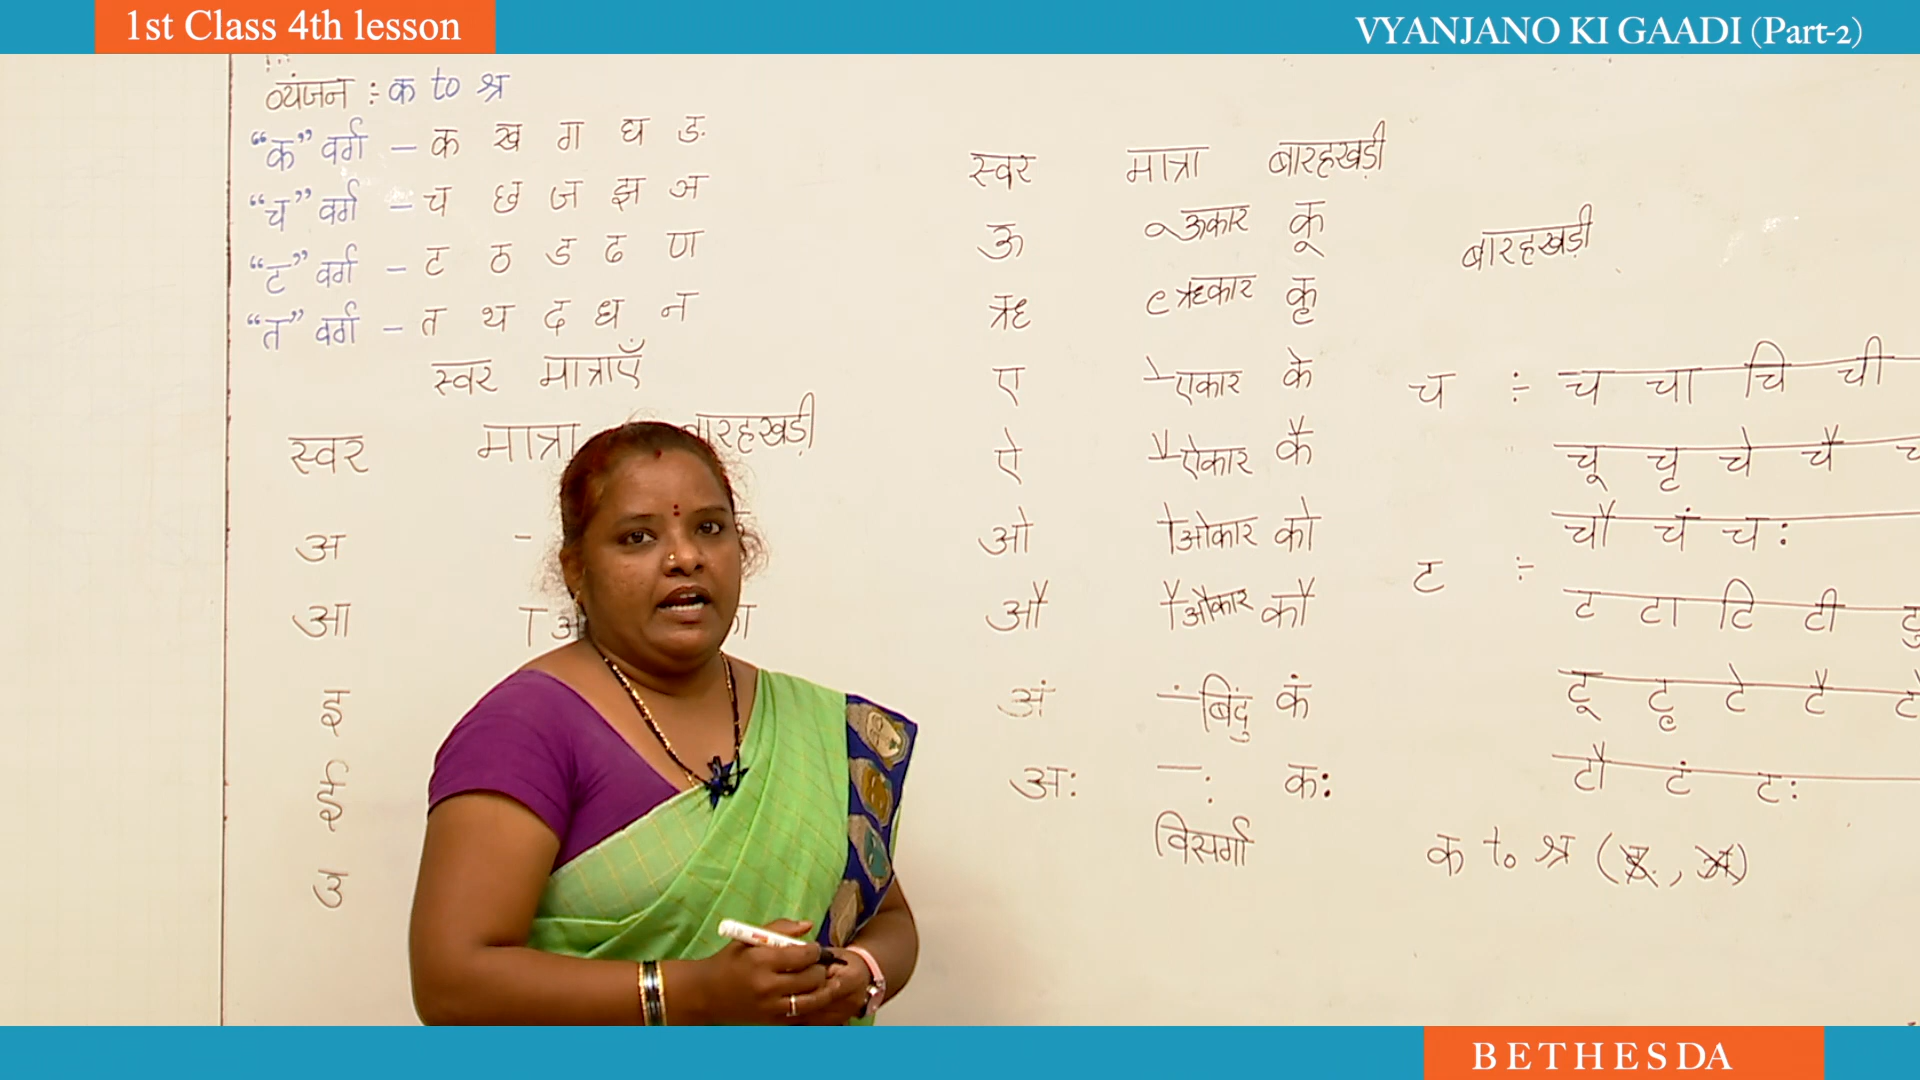 1st Class 4th lesson
VYANJANO KI GAADI (Part-2)
व्यंजन : क to श्र
“क” वर्ग – क ख ग घ ङ
“च” वर्ग – च छ ज झ ञ
“ट” वर्ग – ट ठ ड ढ ण
“त” वर्ग – त थ द ध न
स्वर मात्राएँ
स्वर मात्रा बारहखड़ी
अ -
आ ा
इ
ई
उ
स्वर मात्रा बारहखड़ी
ऊ ू ऊकार कू
ऋ ृ ऋकार कृ
ए े एकार के
ऐ ै ऐकार कै
ओ ो ओकार को
औ ौ औकार कौ
अं ं बिंदु कं
अः : कः
विसर्ग
बारहखड़ी
च : च चा चि ची
चू चृ चे चै
चौ चं चः
ट : ट टा टि टी टु
टू टृ टे टै
टौ टं टः
क to श्र
BETHESDA